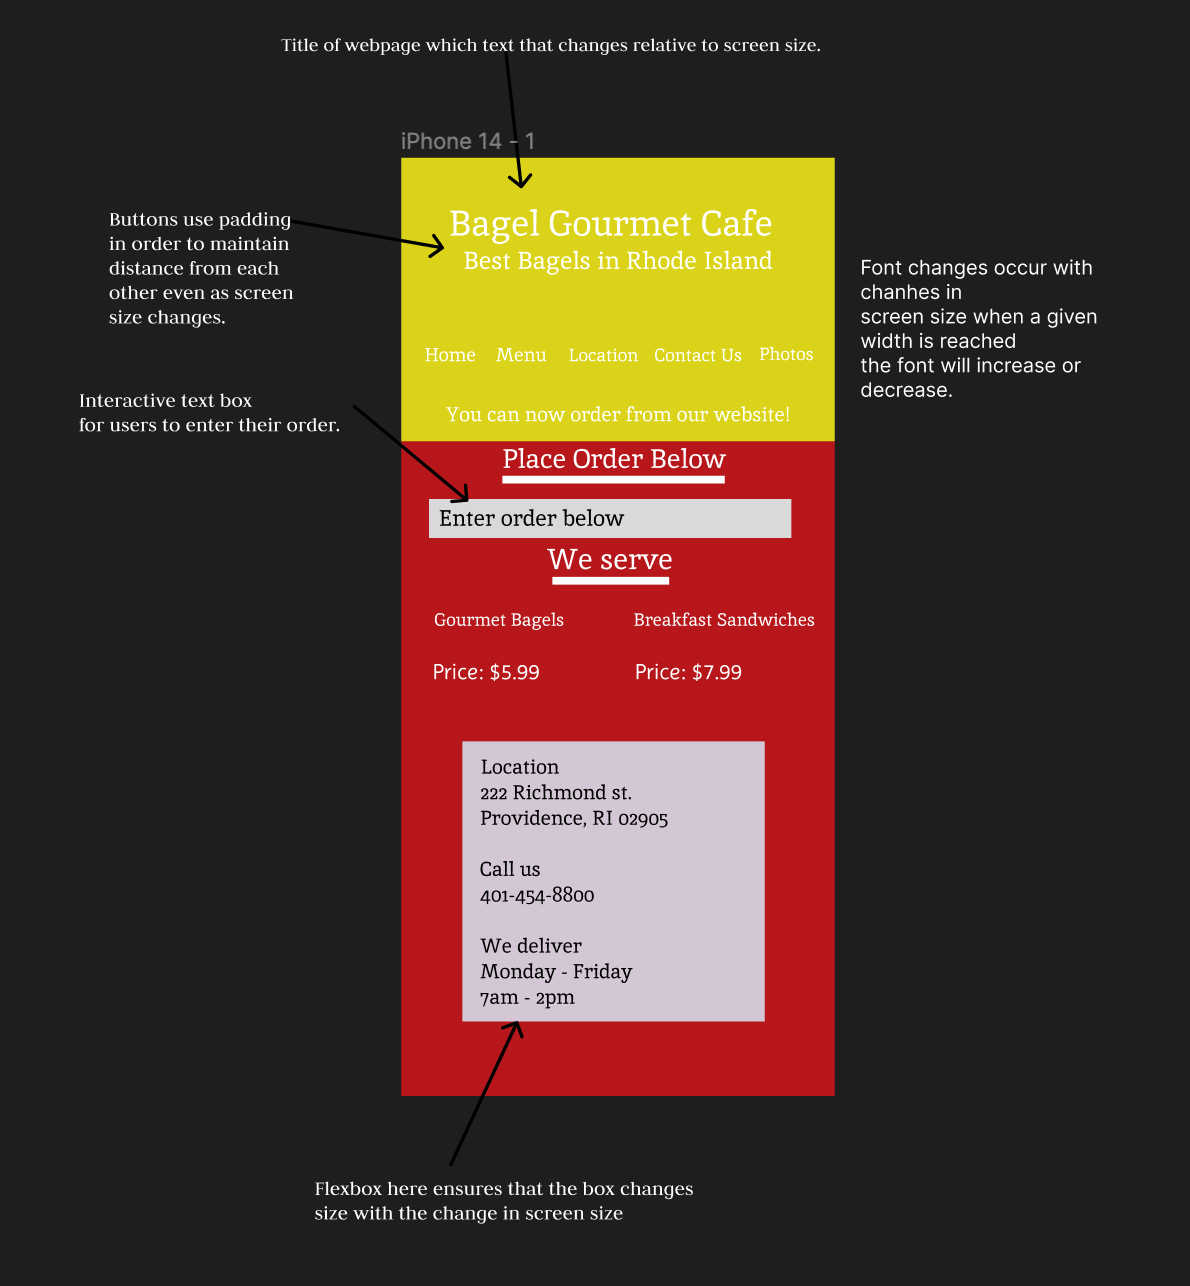 Title of webpage which text that changes relative to screen size.
iPhone 14 - 1
Buttons use padding
in order to maintain
distance from each
other even as screen
size changes.
Bagel Gourmet Cafe
Best Bagels in Rhode Island
Font changes occur with
chanhes in
screen size when a given
width is reached
the font will increase or
decrease.
Home Menu Location Contact Us Photos
Interactive text box
for users to enter their order.
You can now order from our website!
Place Order Below
Enter order below
We serve
Gourmet Bagels Breakfast Sandwiches
Price: $5.99 Price: $7.99
Location
222 Richmond st.
Providence, RI 02905
Call us
401-454-8800
We deliver
Monday - Friday
7am - 2pm
Flexbox here ensures that the box changes
size with the change in screen size